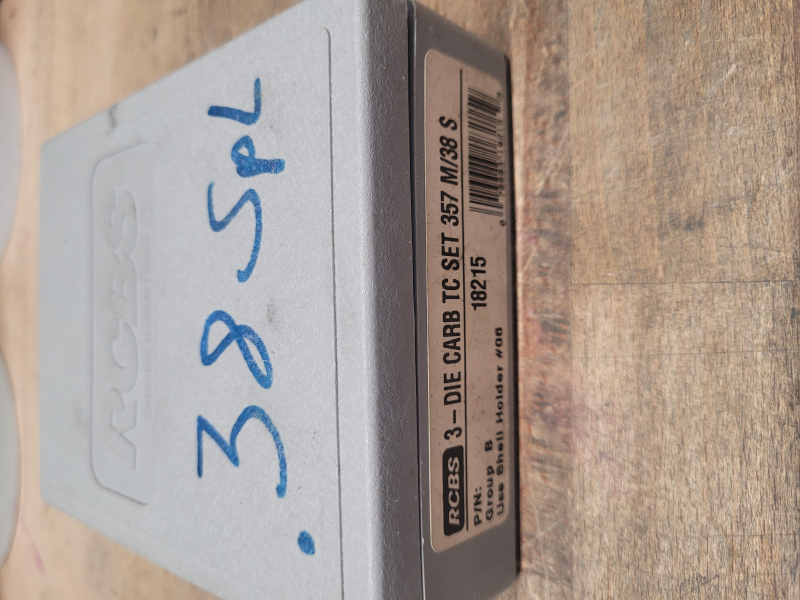 RCBS
.38 SPL
RCBS 3 - DIE CARB TC SET 357 M/38 S
P/N: 18215
Group B
Use Shell Holder #06